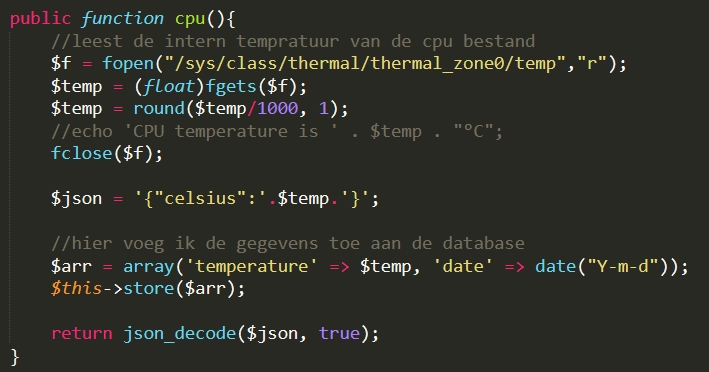 public function cpu(){
//leest de intern tempratuur van de cpu bestand
$f = fopen("/sys/class/thermal/thermal_zone0/temp","r");
$temp = (float)fgets($f);
$temp = round($temp/1000, 1);
//echo 'CPU temperature is ' . $temp . "°C";
fclose($f);
$json = '{"celsius":'.$temp.'}';
//hier voeg ik de gegevens toe aan de database
$arr = array('temperature' => $temp, 'date' => date("Y-m-d"));
$this->store($arr);
return json_decode($json, true);
}